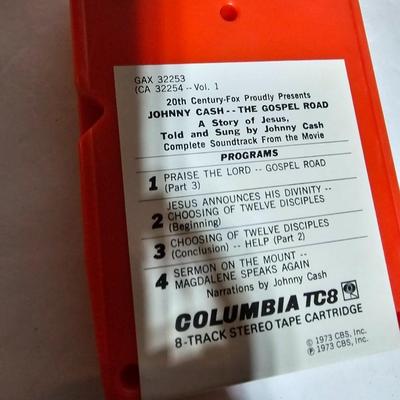 GAX 32253
(CA 32254 -- Vol. 1
20th Century-Fox Proudly Presents
JOHNNY CASH -- THE GOSPEL ROAD
A Story of Jesus,
Told and Sung by Johnny Cash
Complete Soundtrack From the Movie
PROGRAMS
1 PRAISE THE LORD -- GOSPEL ROAD
(Part 3)
JESUS ANNOUNCES HIS DIVINITY --
2 CHOOSING OF TWELVE DISCIPLES
(Beginning)
3 CHOOSING OF TWELVE DISCIPLES
(Conclusion) -- HELP (Part 2)
4 SERMON ON THE MOUNT --
MAGDALENE SPEAKS AGAIN
Narrations by Johnny Cash
COLUMBIA TC8
8-TRACK STEREO TAPE CARTRIDGE
© 1973 CBS, Inc.
℗ 1973 CBS, Inc.